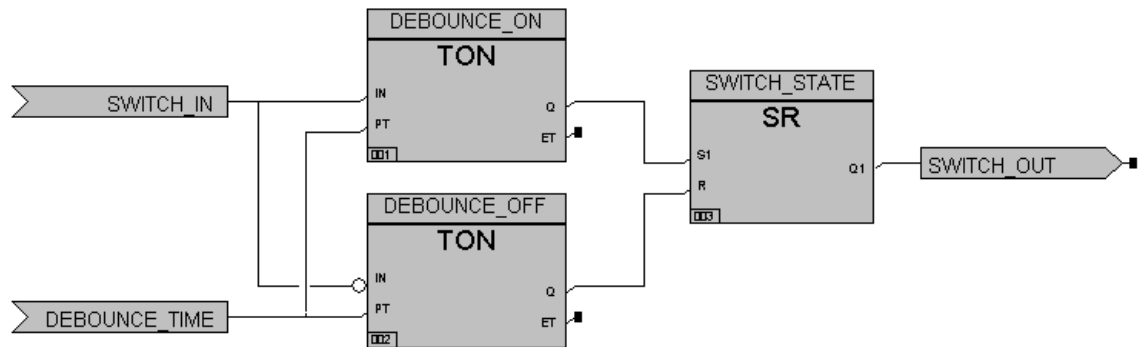 DEBOUNCE_ON
TON
SWITCH_IN
IN
PT
Q
ET
001
SWITCH_STATE
SR
S1
R
Q1
003
SWITCH_OUT
DEBOUNCE_OFF
TON
IN
PT
Q
ET
002
DEBOUNCE_TIME